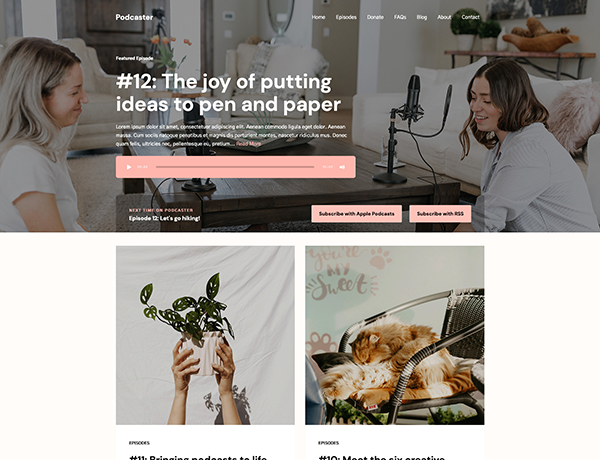 Podcaster
Home Episodes Donate FAQs Blog About Contact
Featured Episode
#12: The joy of putting
ideas to pen and paper
Lorem ipsum dolor sit amet, consectetuer adipiscing elit. Aenean commodo ligula eget dolor. Aenean
massa. Cum sociis natoque penatibus et magnis dis parturient montes, nascetur ridiculus mus. Donec
quam felis, ultricies nec, pellentesque eu, pretium... Read More
NEXT TIME ON PODCASTER
Episode 12: Let's go hiking!
Subscribe with Apple Podcasts
Subscribe with RSS
you're
MY
Sweet
EPISODES
#11: Bringing podcasts to life
EPISODES
#10: Meet the six creative